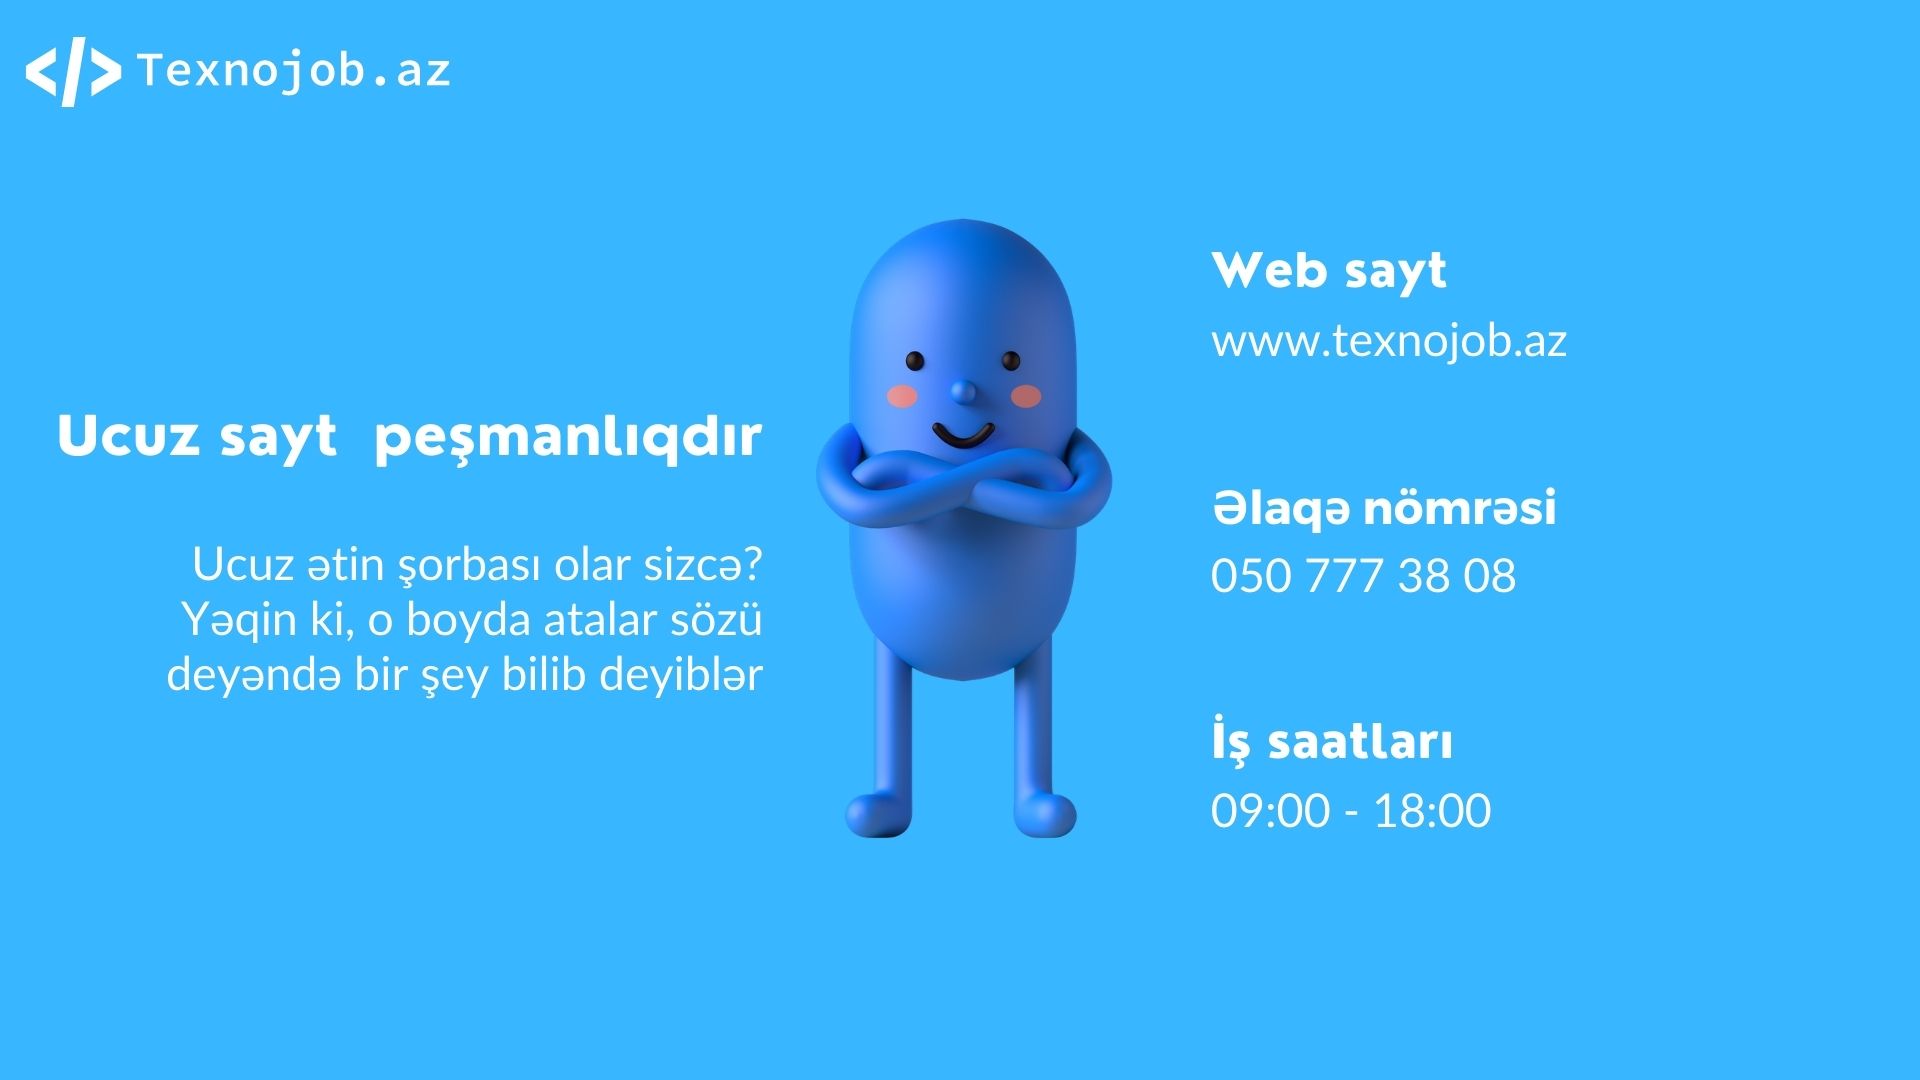 </> Texnojob.az
Ucuz sayt peşmanlıqdır
Ucuz ətin şorbası olar sizcə?
Yəqin ki, o boyda atalar sözü
deyəndə bir şey bilib deyiblər
Web sayt
www.texnojob.az
Əlaqə nömrəsi
050 777 38 08
İş saatları
09:00 - 18:00